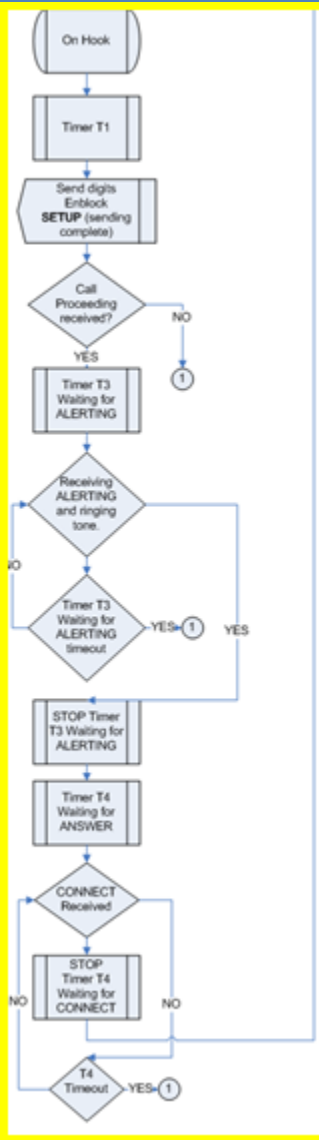 On Hook
Timer T1
Send digits
Enblock
SETUP (sending
complete)
Call
Proceeding
received?
NO
YES
1
Timer T3
Waiting for
ALERTING
Receiving
ALERTING
and ringing
tone.
NO
Timer T3
Waiting for
ALERTING
timeout
YES
1
YES
STOP Timer
T3 Waiting for
ALERTING
Timer T4
Waiting for
ANSWER
CONNECT
Received
STOP
Timer T4
Waiting for
CONNECT
NO
NO
T4
Timeout
YES
1